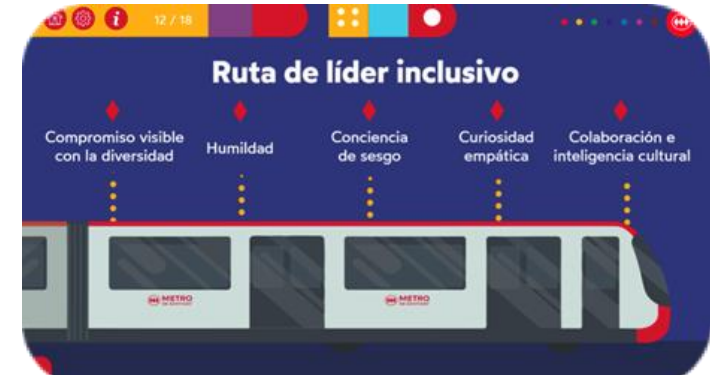 12 / 18
Ruta de líder inclusivo
Compromiso visible
con la diversidad
Humildad
Conciencia
de sesgo
Curiosidad
empática
Colaboración e
inteligencia cultural
METRO
METRO